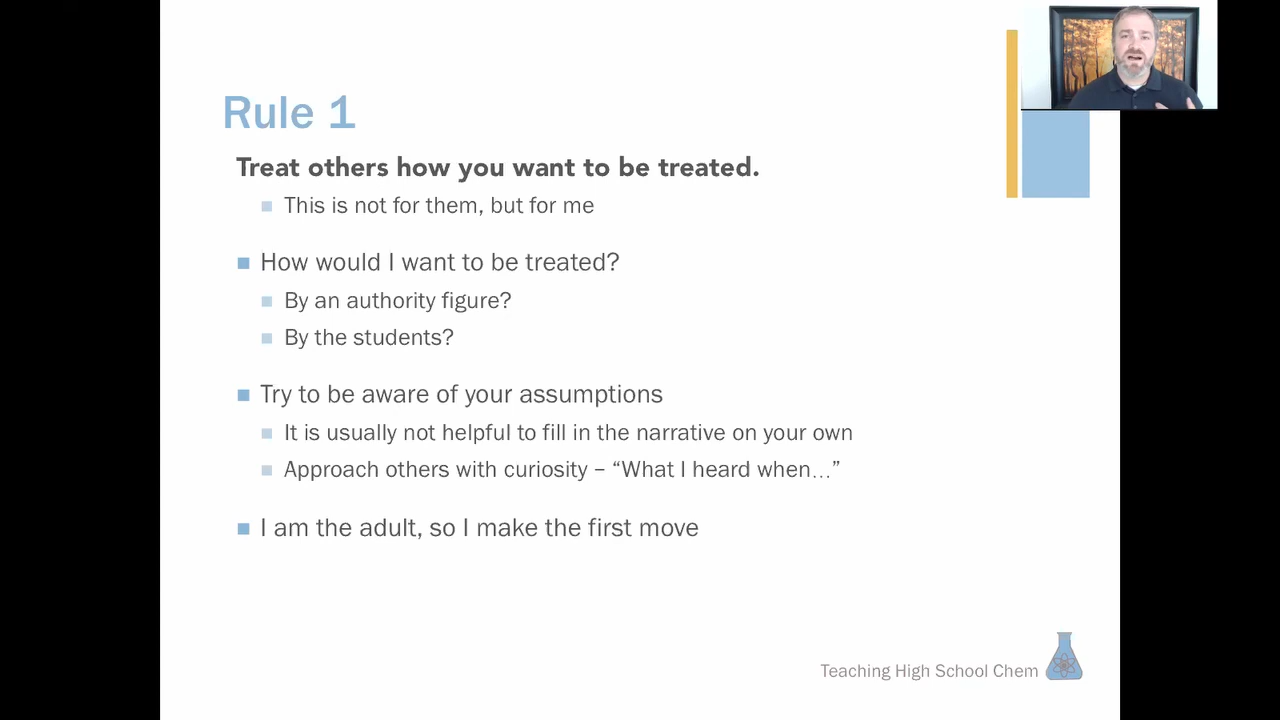 Rule 1
Treat others how you want to be treated.
This is not for them, but for me
How would I want to be treated?
By an authority figure?
By the students?
Try to be aware of your assumptions
It is usually not helpful to fill in the narrative on your own
Approach others with curiosity – “What I heard when…”
I am the adult, so I make the first move
Teaching High School Chem